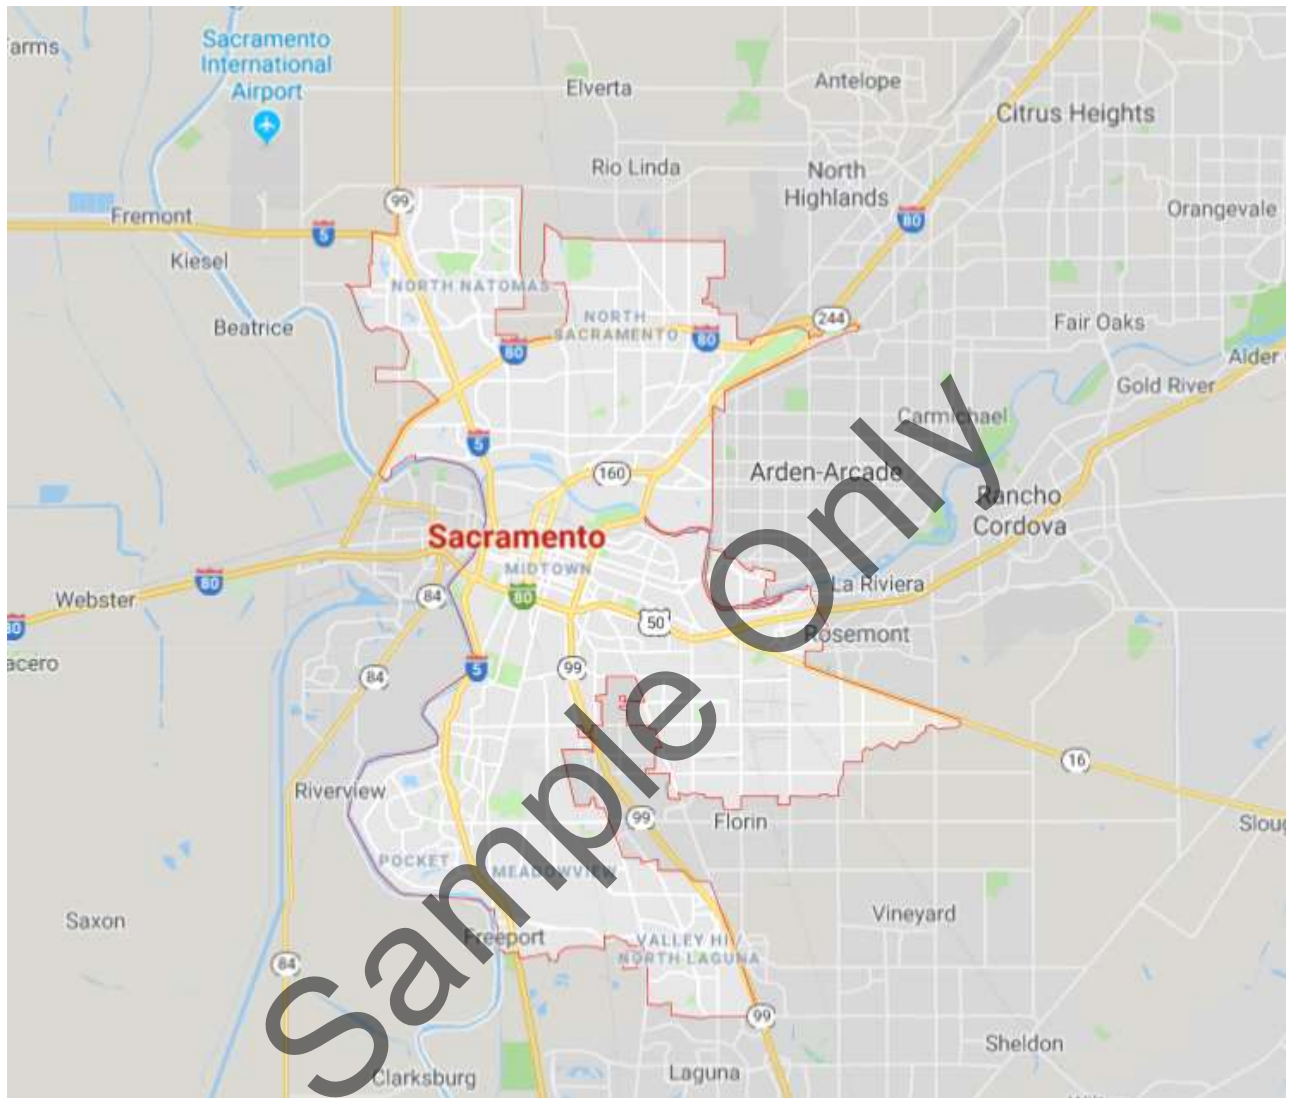 arms
Sacramento
International
Airport
Elverta
Antelope
Citrus Heights
Rio Linda
North
Highlands
99
Orangevale
Fremont
80
5
Kiesel
NORTH NATOMAS
Beatrice
NORTH
SACRAMENTO
244
Fair Oaks
80
80
Alder
Gold River
Carmichael
5
160
Arden-Arcade
Rancho
Cordova
Sacramento
MIDTOWN
80
La Riviera
Webster
84
80
50
80
Rosemont
acero
5
99
84
16
Riverview
99
Florin
Sloug
POCKET
MEADOWVIEW
Saxon
Vineyard
Freeport
VALLEY HI /
NORTH LAGUNA
84
99
Sheldon
Clarksburg
Laguna
Sample Only